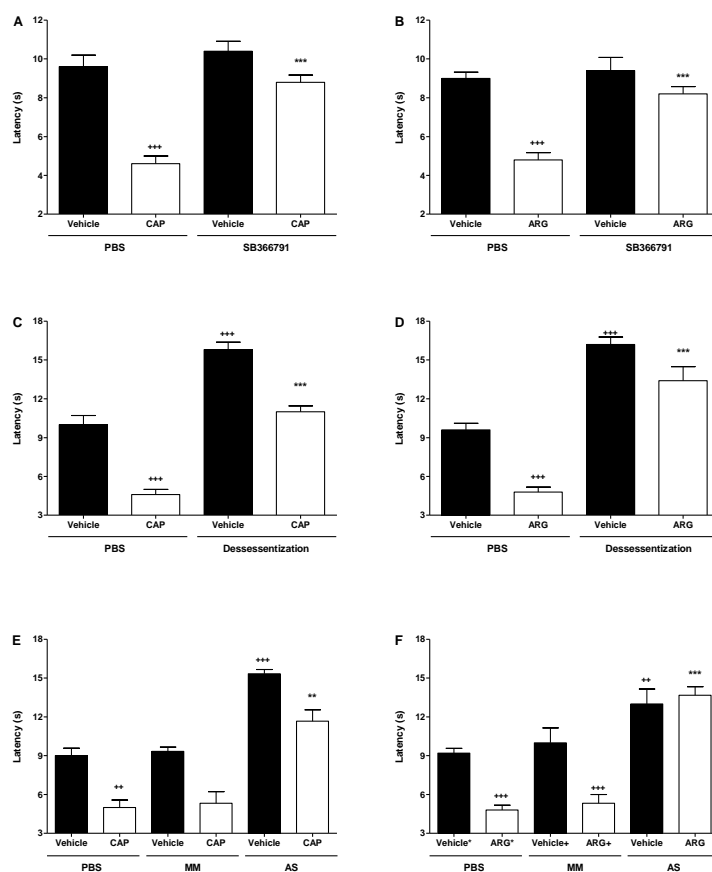 A
12
10
8
6
4
2
Latency (s)
+++
***
Vehicle CAP Vehicle CAP
PBS SB366791
B
12
10
8
6
4
2
Latency (s)
+++
***
Vehicle ARG Vehicle ARG
PBS SB366791
C
18
15
12
9
6
3
Latency (s)
+++
+++
***
Vehicle CAP Vehicle CAP
PBS Dessessentization
D
18
15
12
9
6
3
Latency (s)
+++
+++
***
Vehicle ARG Vehicle ARG
PBS Dessessentization
E
18
15
12
9
6
3
Latency (s)
++
+++
**
Vehicle CAP Vehicle CAP Vehicle CAP
PBS MM AS
F
18
15
12
9
6
3
Latency (s)
+++
+++
++
***
Vehicle* ARG* Vehicle+ ARG+ Vehicle ARG
PBS MM AS